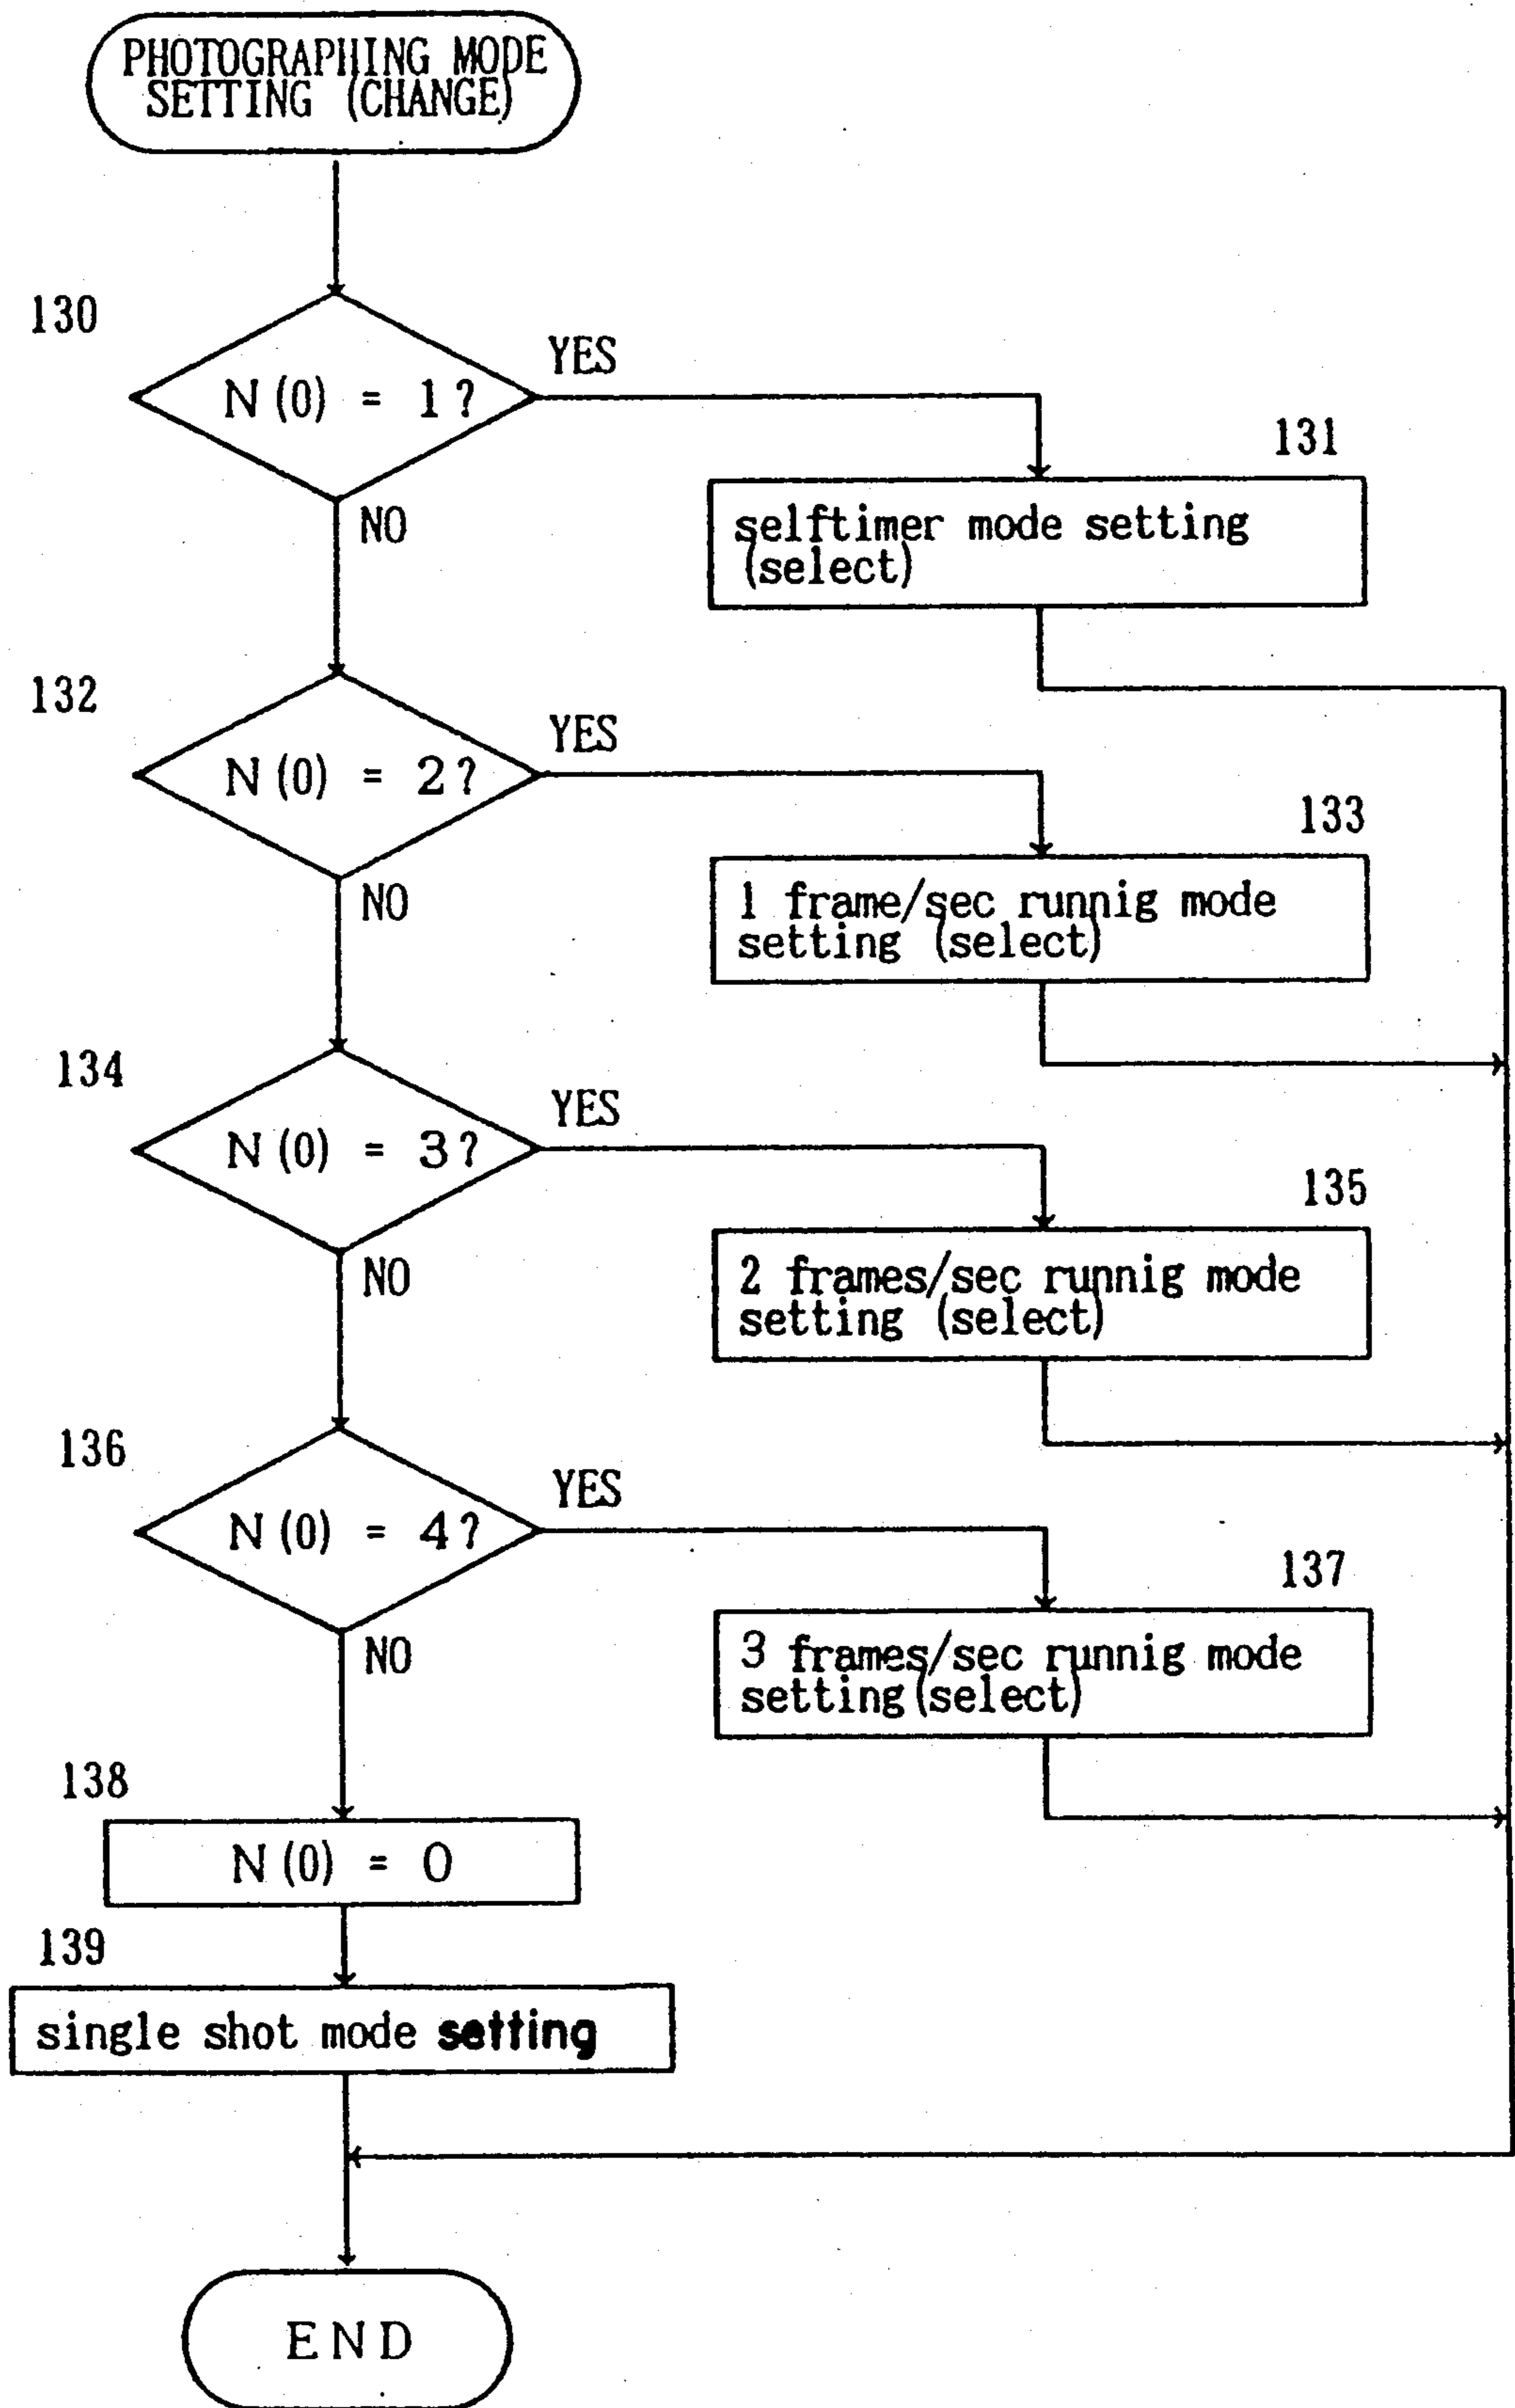 PHOTOGRAPHING MODE
SETTING (CHANGE)
130
N(0) = 1?
YES
NO
131
selftimer mode setting
(select)
132
N(0) = 2?
YES
NO
133
1 frame/sec runnig mode
setting (select)
134
N(0) = 3?
YES
NO
135
2 frames/sec runnig mode
setting (select)
136
N(0) = 4?
YES
NO
137
3 frames/sec runnig mode
setting (select)
138
N(0) = 0
139
single shot mode setting
END